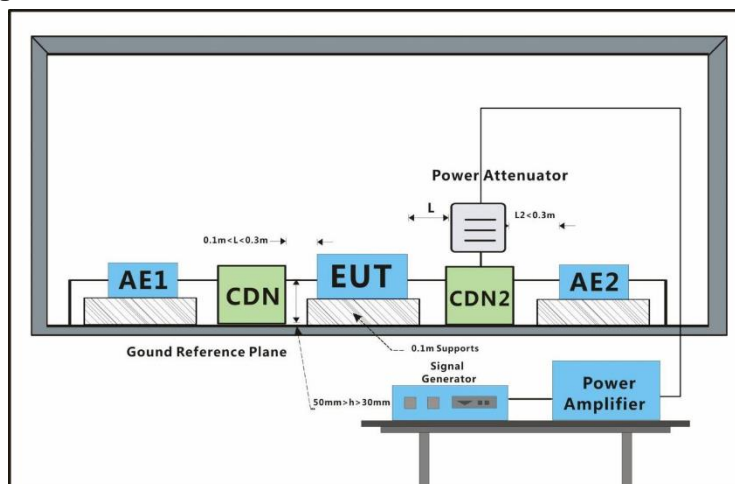 Power Attenuator
L
L2<0.3m
0.1m<L<0.3m
AE1
CDN
EUT
CDN2
AE2
Gound Reference Plane
0.1m Supports
50mm>h>30mm
Signal
Generator
Power
Amplifier